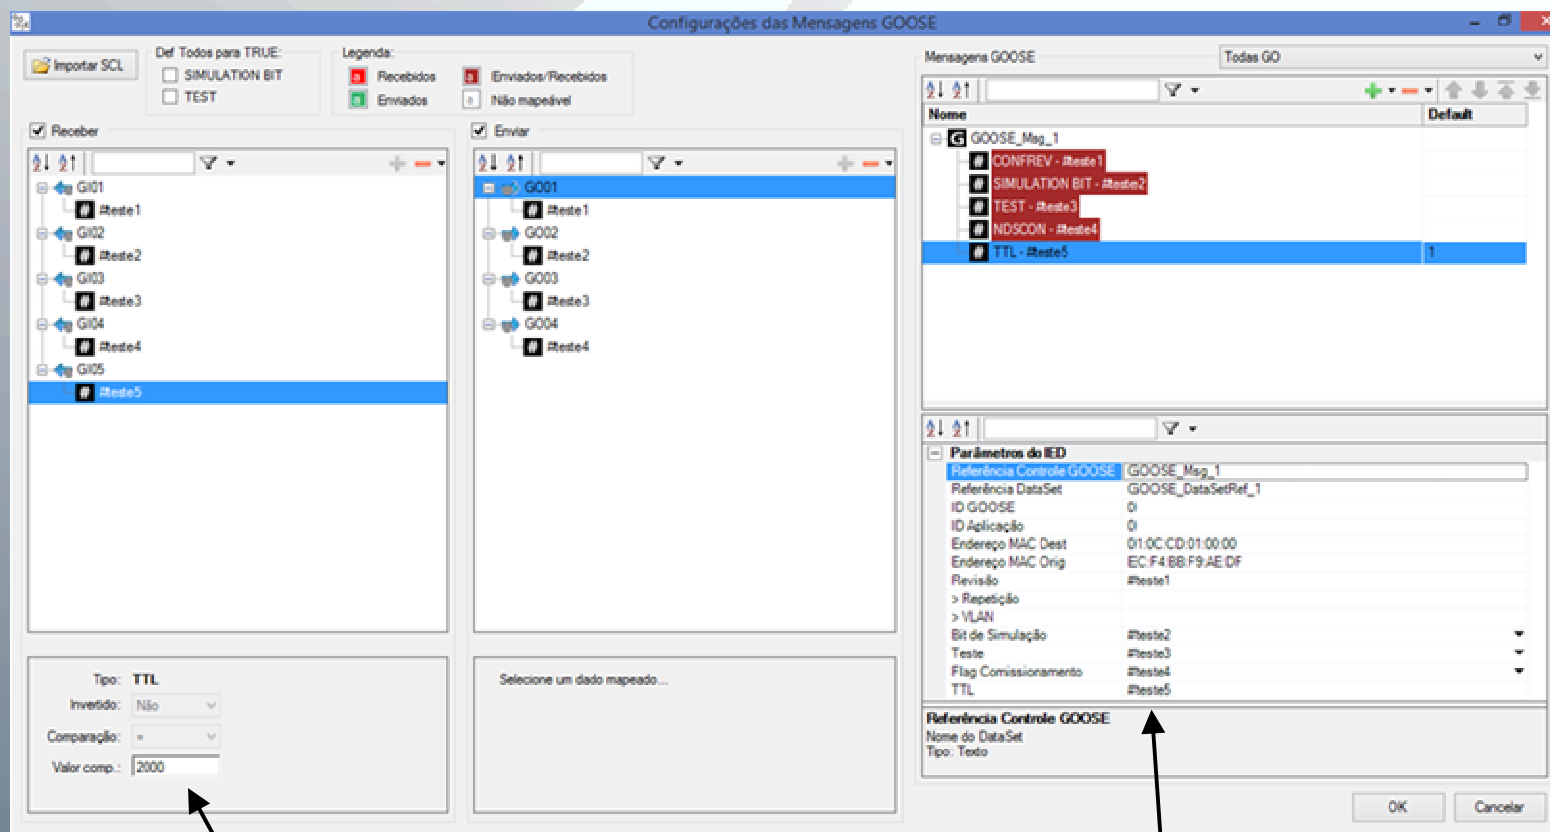 Configurações das Mensagens GOOSE
Importar SCL
Def Todos para TRUE:
SIMULATION BIT
TEST
Legenda:
a Recebidos
a Enviados/Recebidos
a Enviados
a Não mapeável
Receber
GI01
# #teste1
GI02
# #teste2
GI03
# #teste3
GI04
# #teste4
GI05
# #teste5
Tipo: TTL
Invertido: Não
Comparação: =
Valor comp.: 2000
Enviar
GO01
# #teste1
GO02
# #teste2
GO03
# #teste3
GO04
# #teste4
Selecione um dado mapeado...
Mensagens GOOSE Todas GO
Nome Default
G GOOSE_Msg_1
# CONFREV - #teste1
# SIMULATION BIT - #teste2
# TEST - #teste3
# NDSCON - #teste4
# TTL - #teste5 1
Parâmetros do IED
Referência Controle GOOSE GOOSE_Msg_1
Referência DataSet GOOSE_DataSetRef_1
ID GOOSE 0
ID Aplicação 0
Endereço MAC Dest 01:0C:CD:01:00:00
Endereço MAC Orig EC:F4:BB:F9:AE:DF
Revisão #teste1
> Repetição
> VLAN
Bit de Simulação #teste2
Teste #teste3
Flag Comissionamento #teste4
TTL #teste5
Referência Controle GOOSE
Nome do DataSet
Tipo: Texto
OK Cancelar